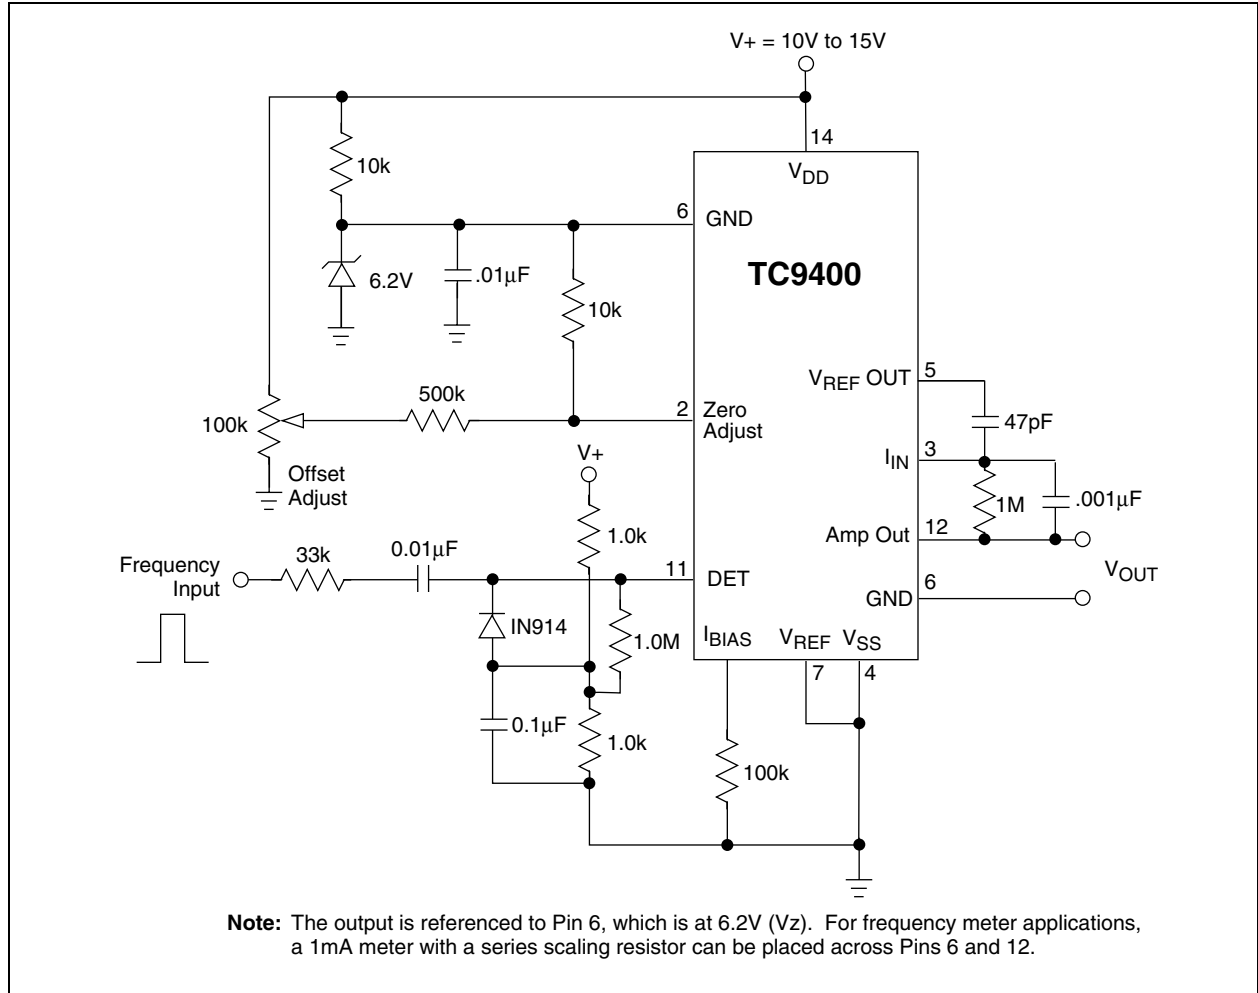 V+ = 10V to 15V
14
VDD
10k
6
GND
TC9400
6.2V
.01μF
10k
VREF OUT
5
500k
47pF
100k
2
Zero
Adjust
IIN
3
V+
Offset
Adjust
1M
.001μF
1.0k
Amp Out
12
33k
0.01μF
Frequency
Input
11
DET
VOUT
6
GND
IN914
1.0M
IBIAS
VREF
VSS
7
4
0.1μF
1.0k
100k
Note: The output is referenced to Pin 6, which is at 6.2V (Vz). For frequency meter applications,
a 1mA meter with a series scaling resistor can be placed across Pins 6 and 12.